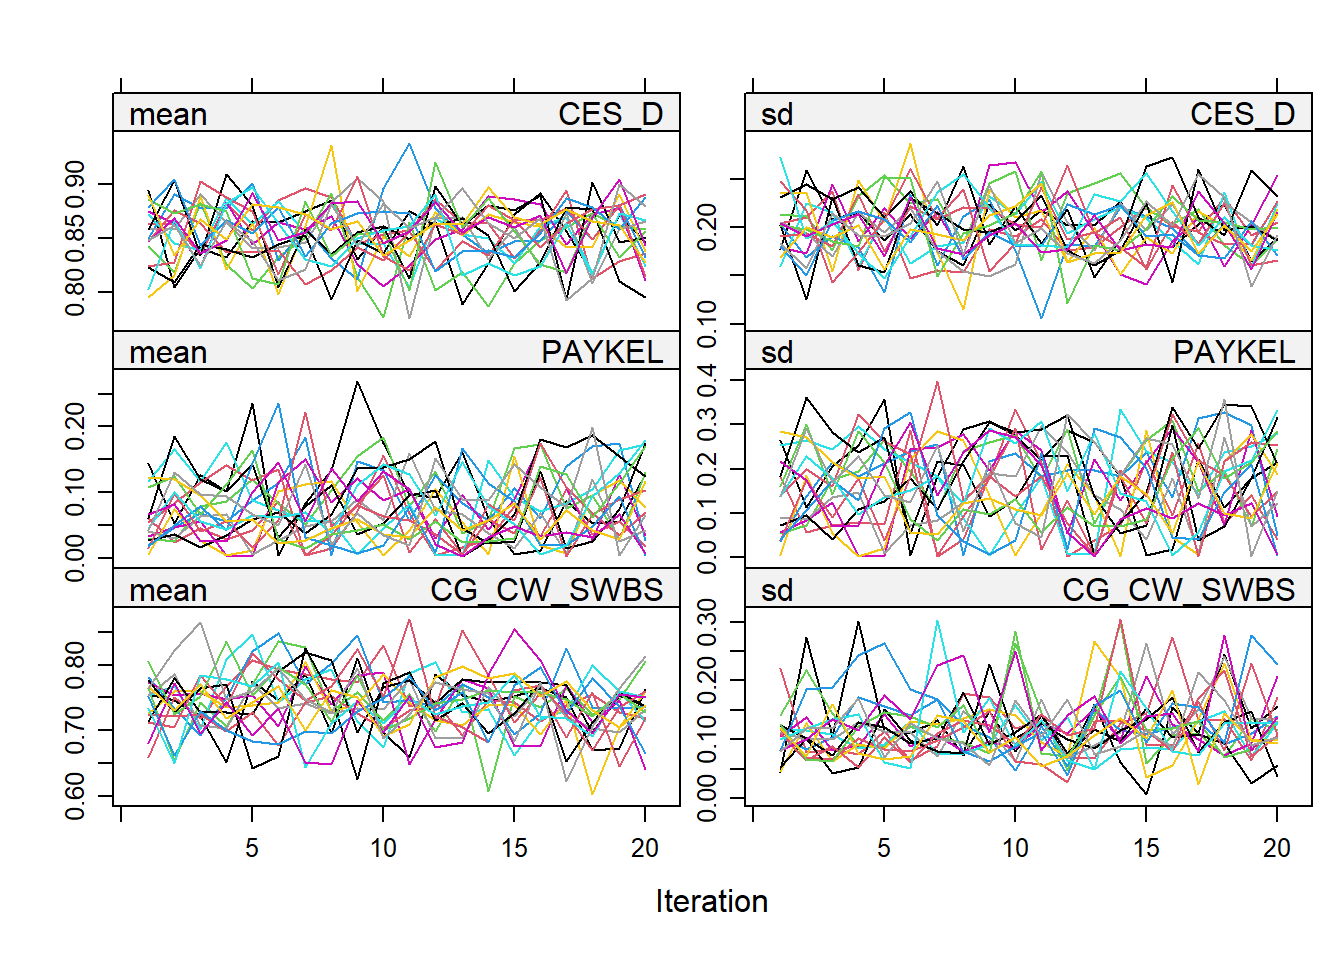 mean CES_D
sd CES_D
0.80 0.85 0.90
0.10 0.20
mean PAYKEL
sd PAYKEL
0.00 0.10 0.20
0.0 0.1 0.2 0.3 0.4
mean CG_CW_SWBS
sd CG_CW_SWBS
0.60 0.70 0.80
0.00 0.10 0.20 0.30
5 10 15 20
5 10 15 20
Iteration